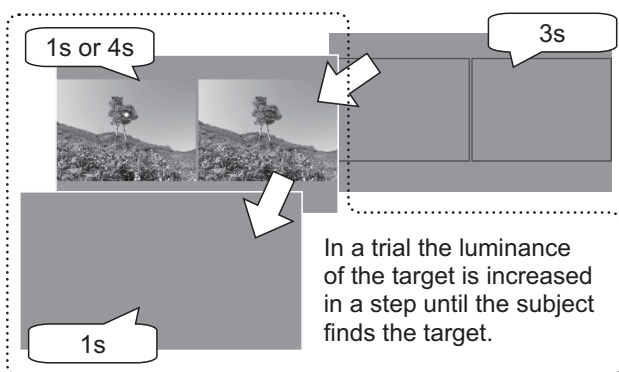 1s or 4s
3s
1s
In a trial the luminance
of the target is increased
in a step until the subject
finds the target.